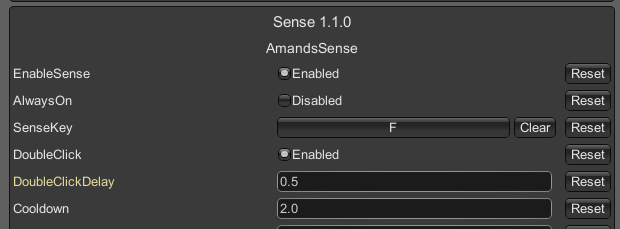 Sense 1.1.0
AmandsSense
EnableSense Enabled Reset
AlwaysOn Disabled Reset
SenseKey F Clear Reset
DoubleClick Enabled Reset
DoubleClickDelay 0.5 Reset
Cooldown 2.0 Reset